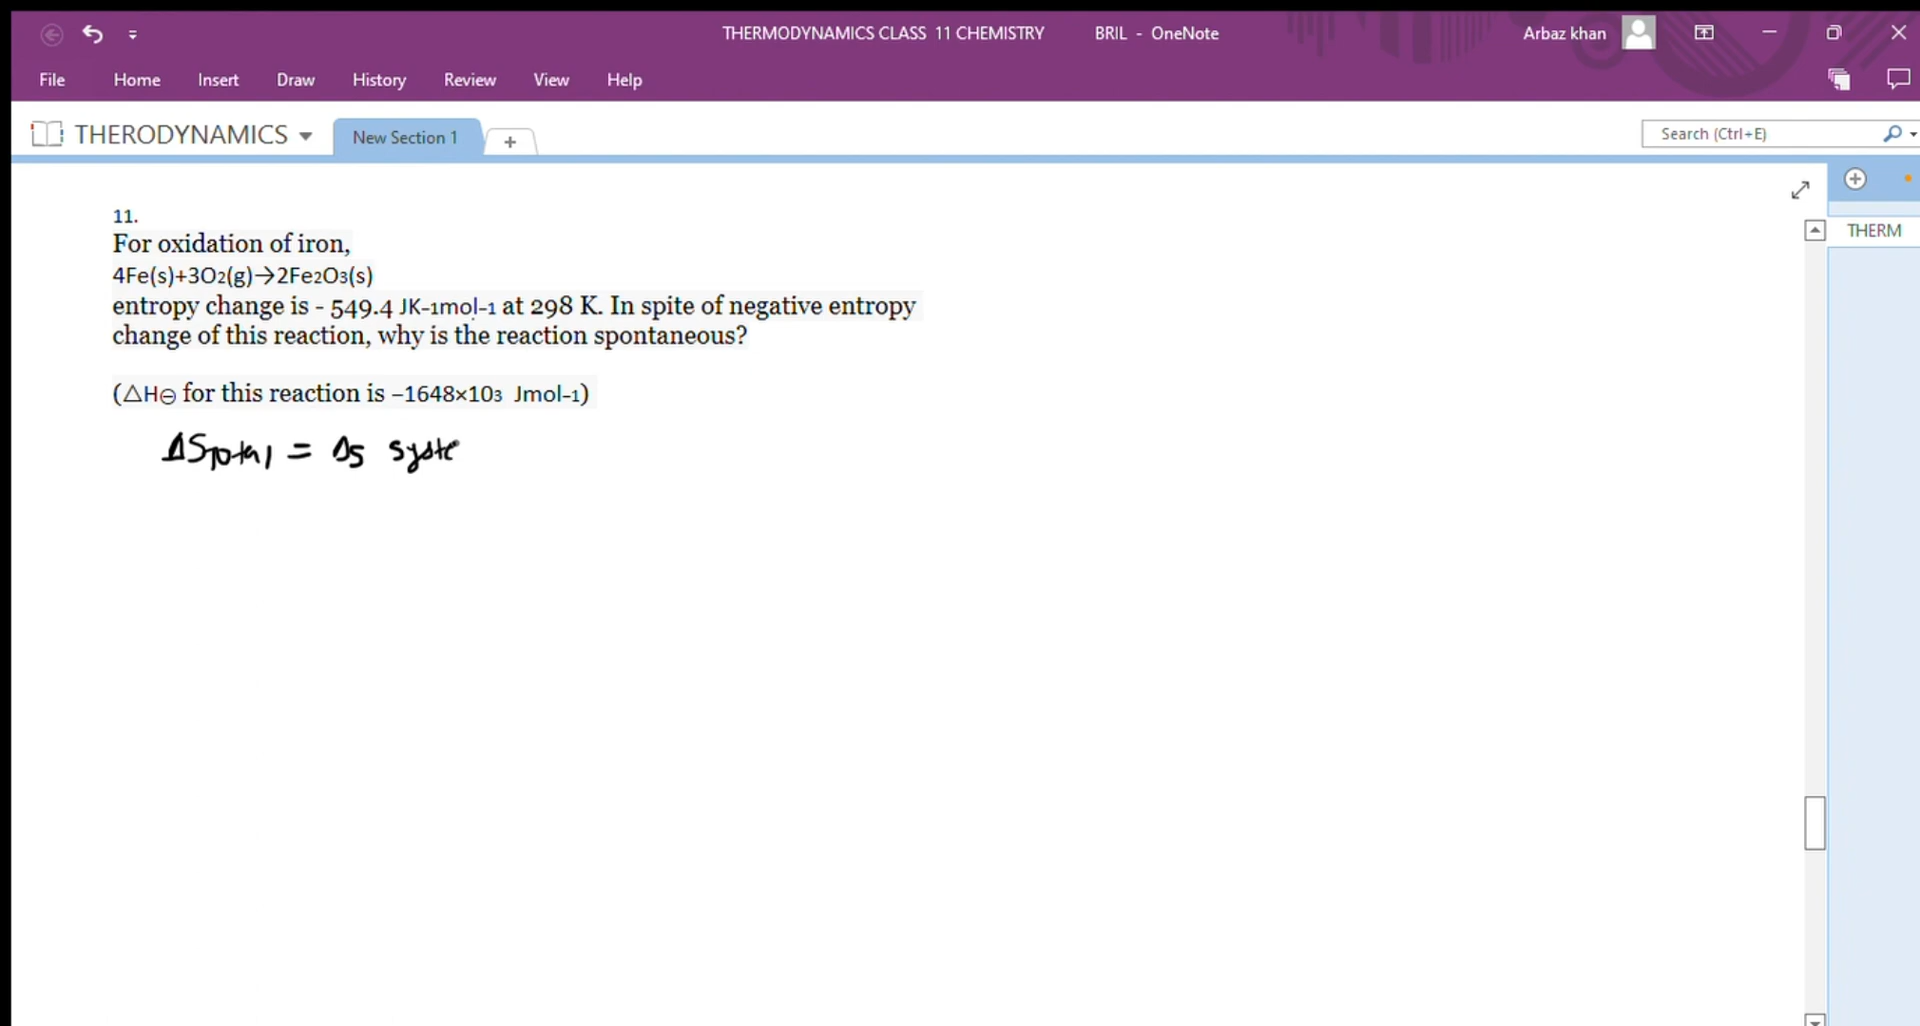 THERMODYNAMICS CLASS 11 CHEMISTRY BRIL - OneNote
Arbaz khan
File Home Insert Draw History Review View Help
THERODYNAMICS New Section 1 +
Search (Ctrl+E)
THERM
11.
For oxidation of iron,
4Fe(s)+3O2(g)→2Fe2O3(s)
entropy change is - 549.4 JK−1mol−1 at 298 K. In spite of negative entropy
change of this reaction, why is the reaction spontaneous?
(△H⊖ for this reaction is −1648×103 Jmol−1)
ΔSTotal = Δs syste